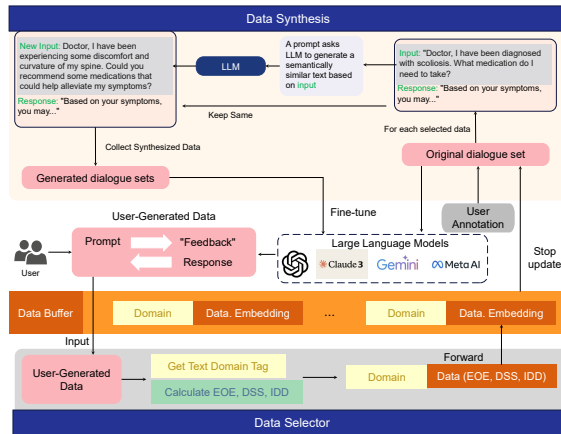 Data Synthesis
New Input: Doctor, I have been
experiencing some discomfort and
curvature of my spine. Could you
recommend some medications that
could help alleviate my symptoms?
Response: "Based on your symptoms,
you may..."
LLM
A prompt asks
LLM to generate a
semantically
similar text based
on input
Input: "Doctor, I have been diagnosed
with scoliosis. What medication do I
need to take?
Response: "Based on your symptoms,
you may..."
Keep Same
For each selected data
Collect Synthesized Data
Generated dialogue sets
Original dialogue set
Fine-tune
User
Annotation
Stop
update
User-Generated Data
Prompt
"Feedback"
Response
User
Large Language Models
Claude 3
Gemini
Meta AI
Data Buffer
Domain
Data. Embedding
...
Domain
Data. Embedding
Input
Forward
User-Generated
Data
Get Text Domain Tag
Calculate EOE, DSS, IDD
Domain
Data (EOE, DSS, IDD)
Data Selector